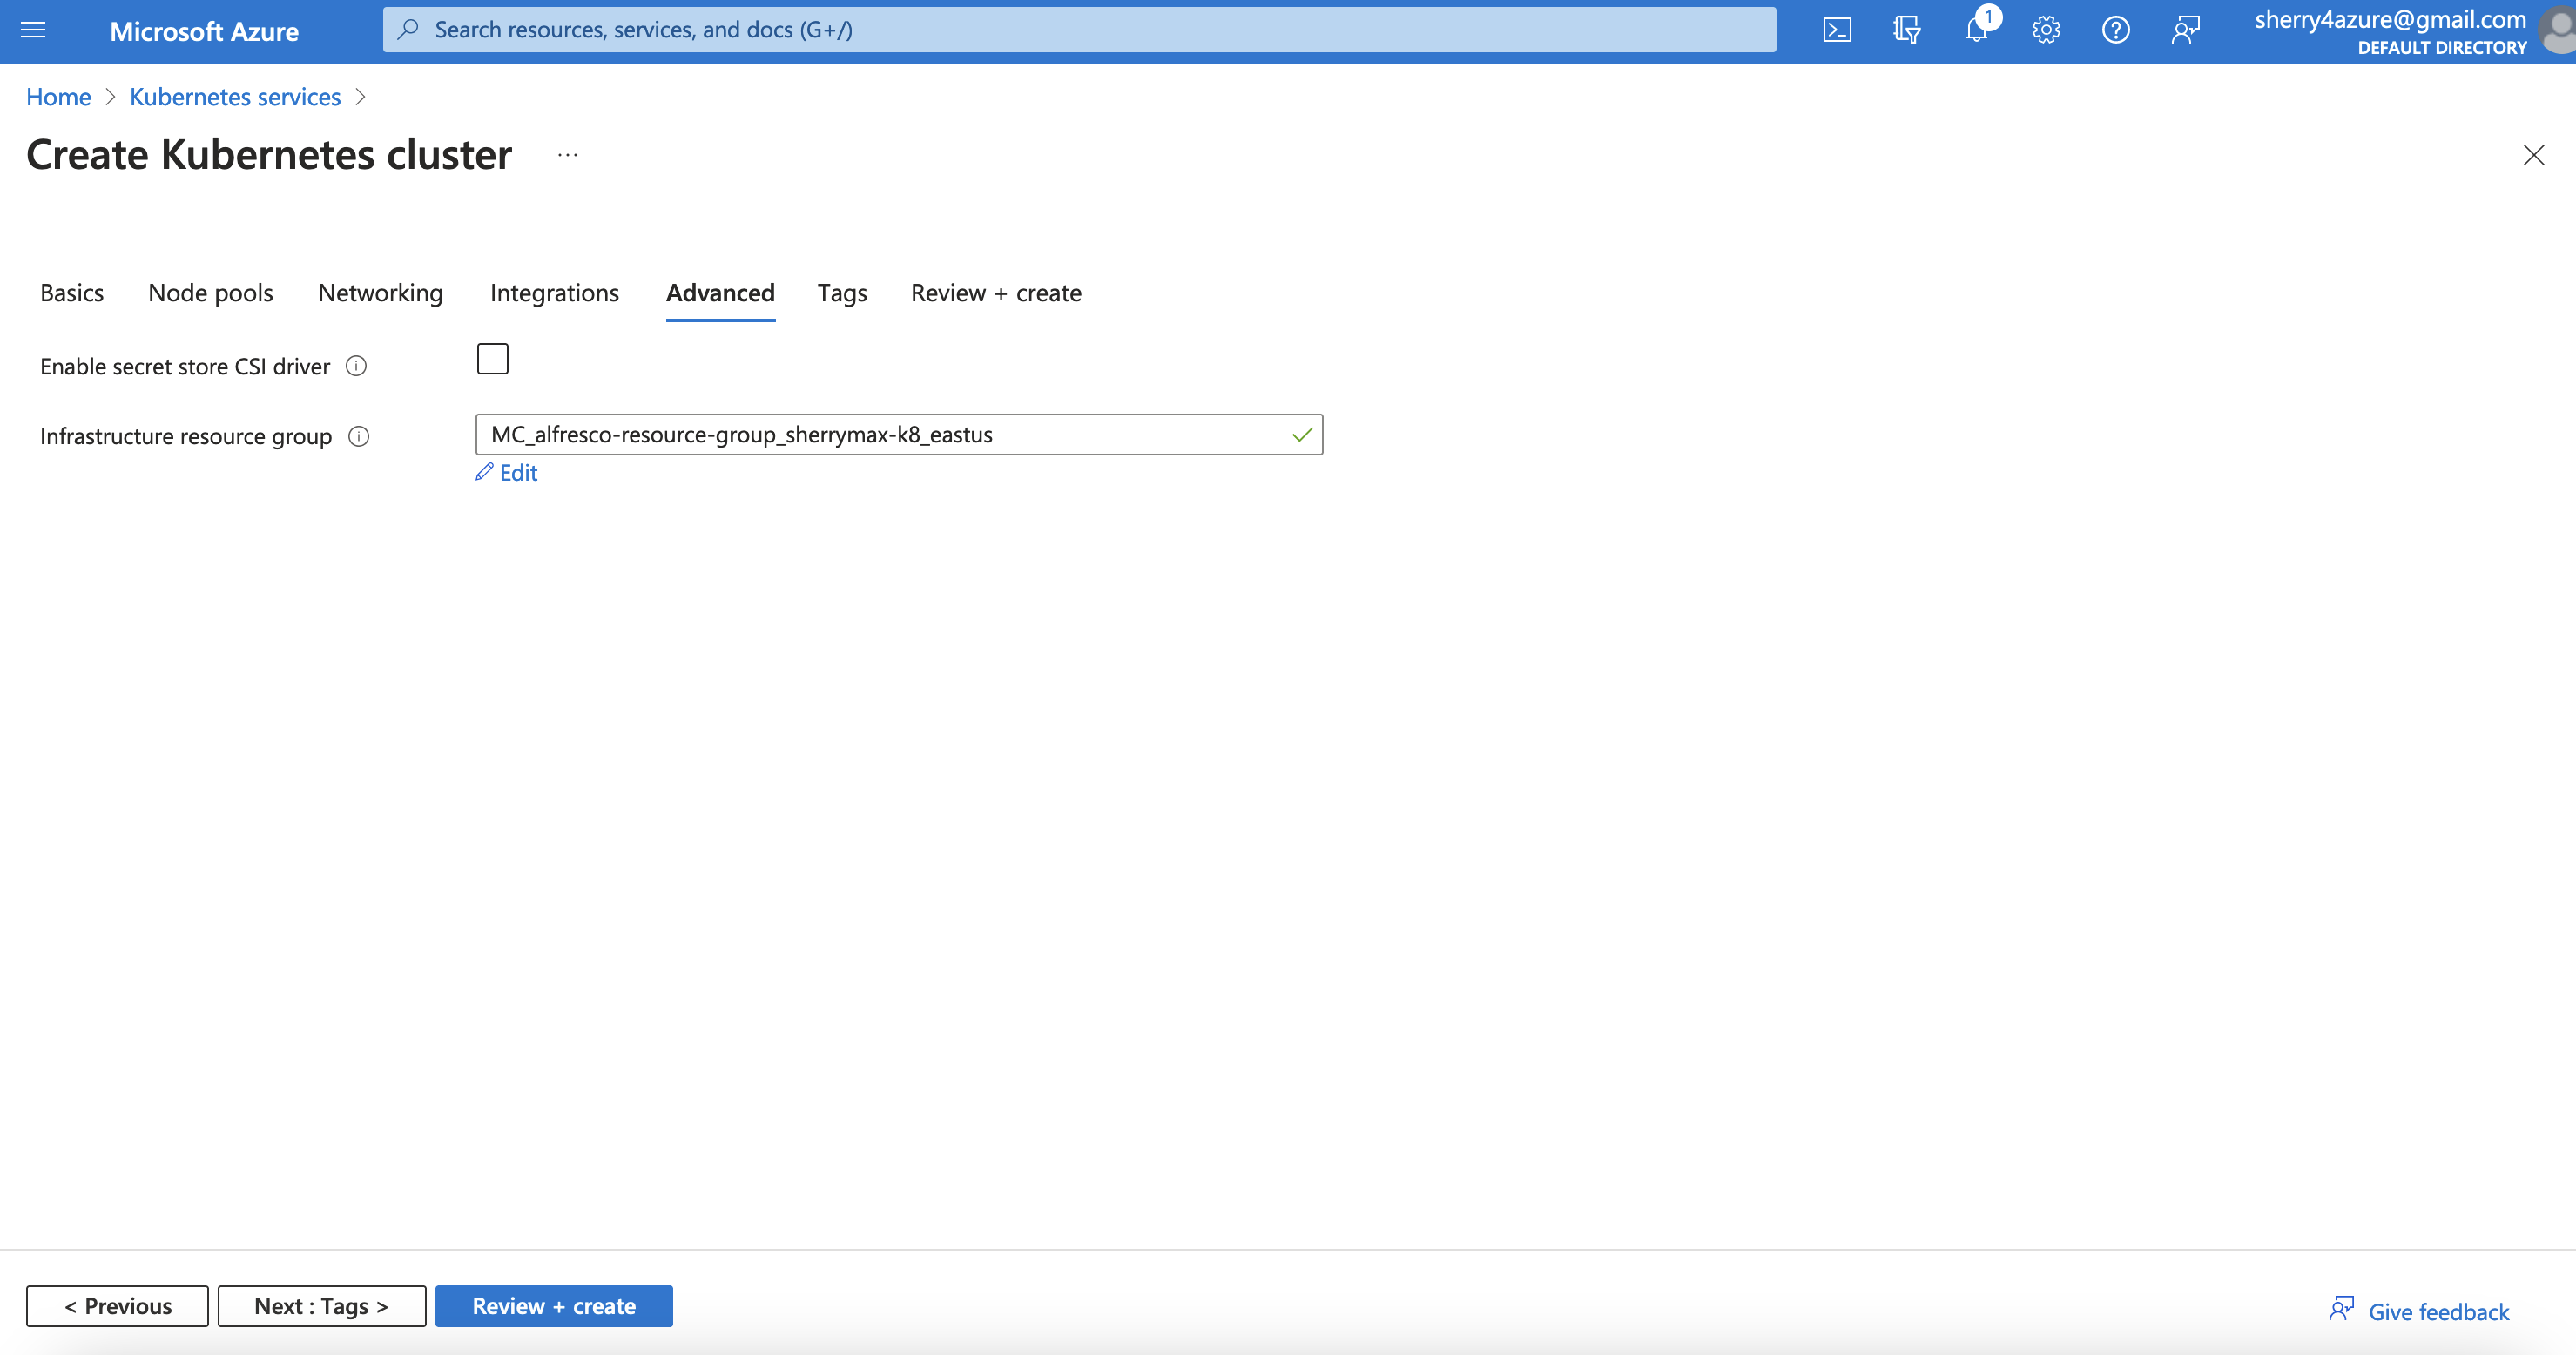 Microsoft Azure
Search resources, services, and docs (G+/)
1
sherry4azure@gmail.com
DEFAULT DIRECTORY
Home > Kubernetes services >
Create Kubernetes cluster ...
Basics Node pools Networking Integrations Advanced Tags Review + create
Enable secret store CSI driver
Infrastructure resource group
MC_alfresco-resource-group_sherrymax-k8_eastus
Edit
< Previous
Next : Tags >
Review + create
Give feedback